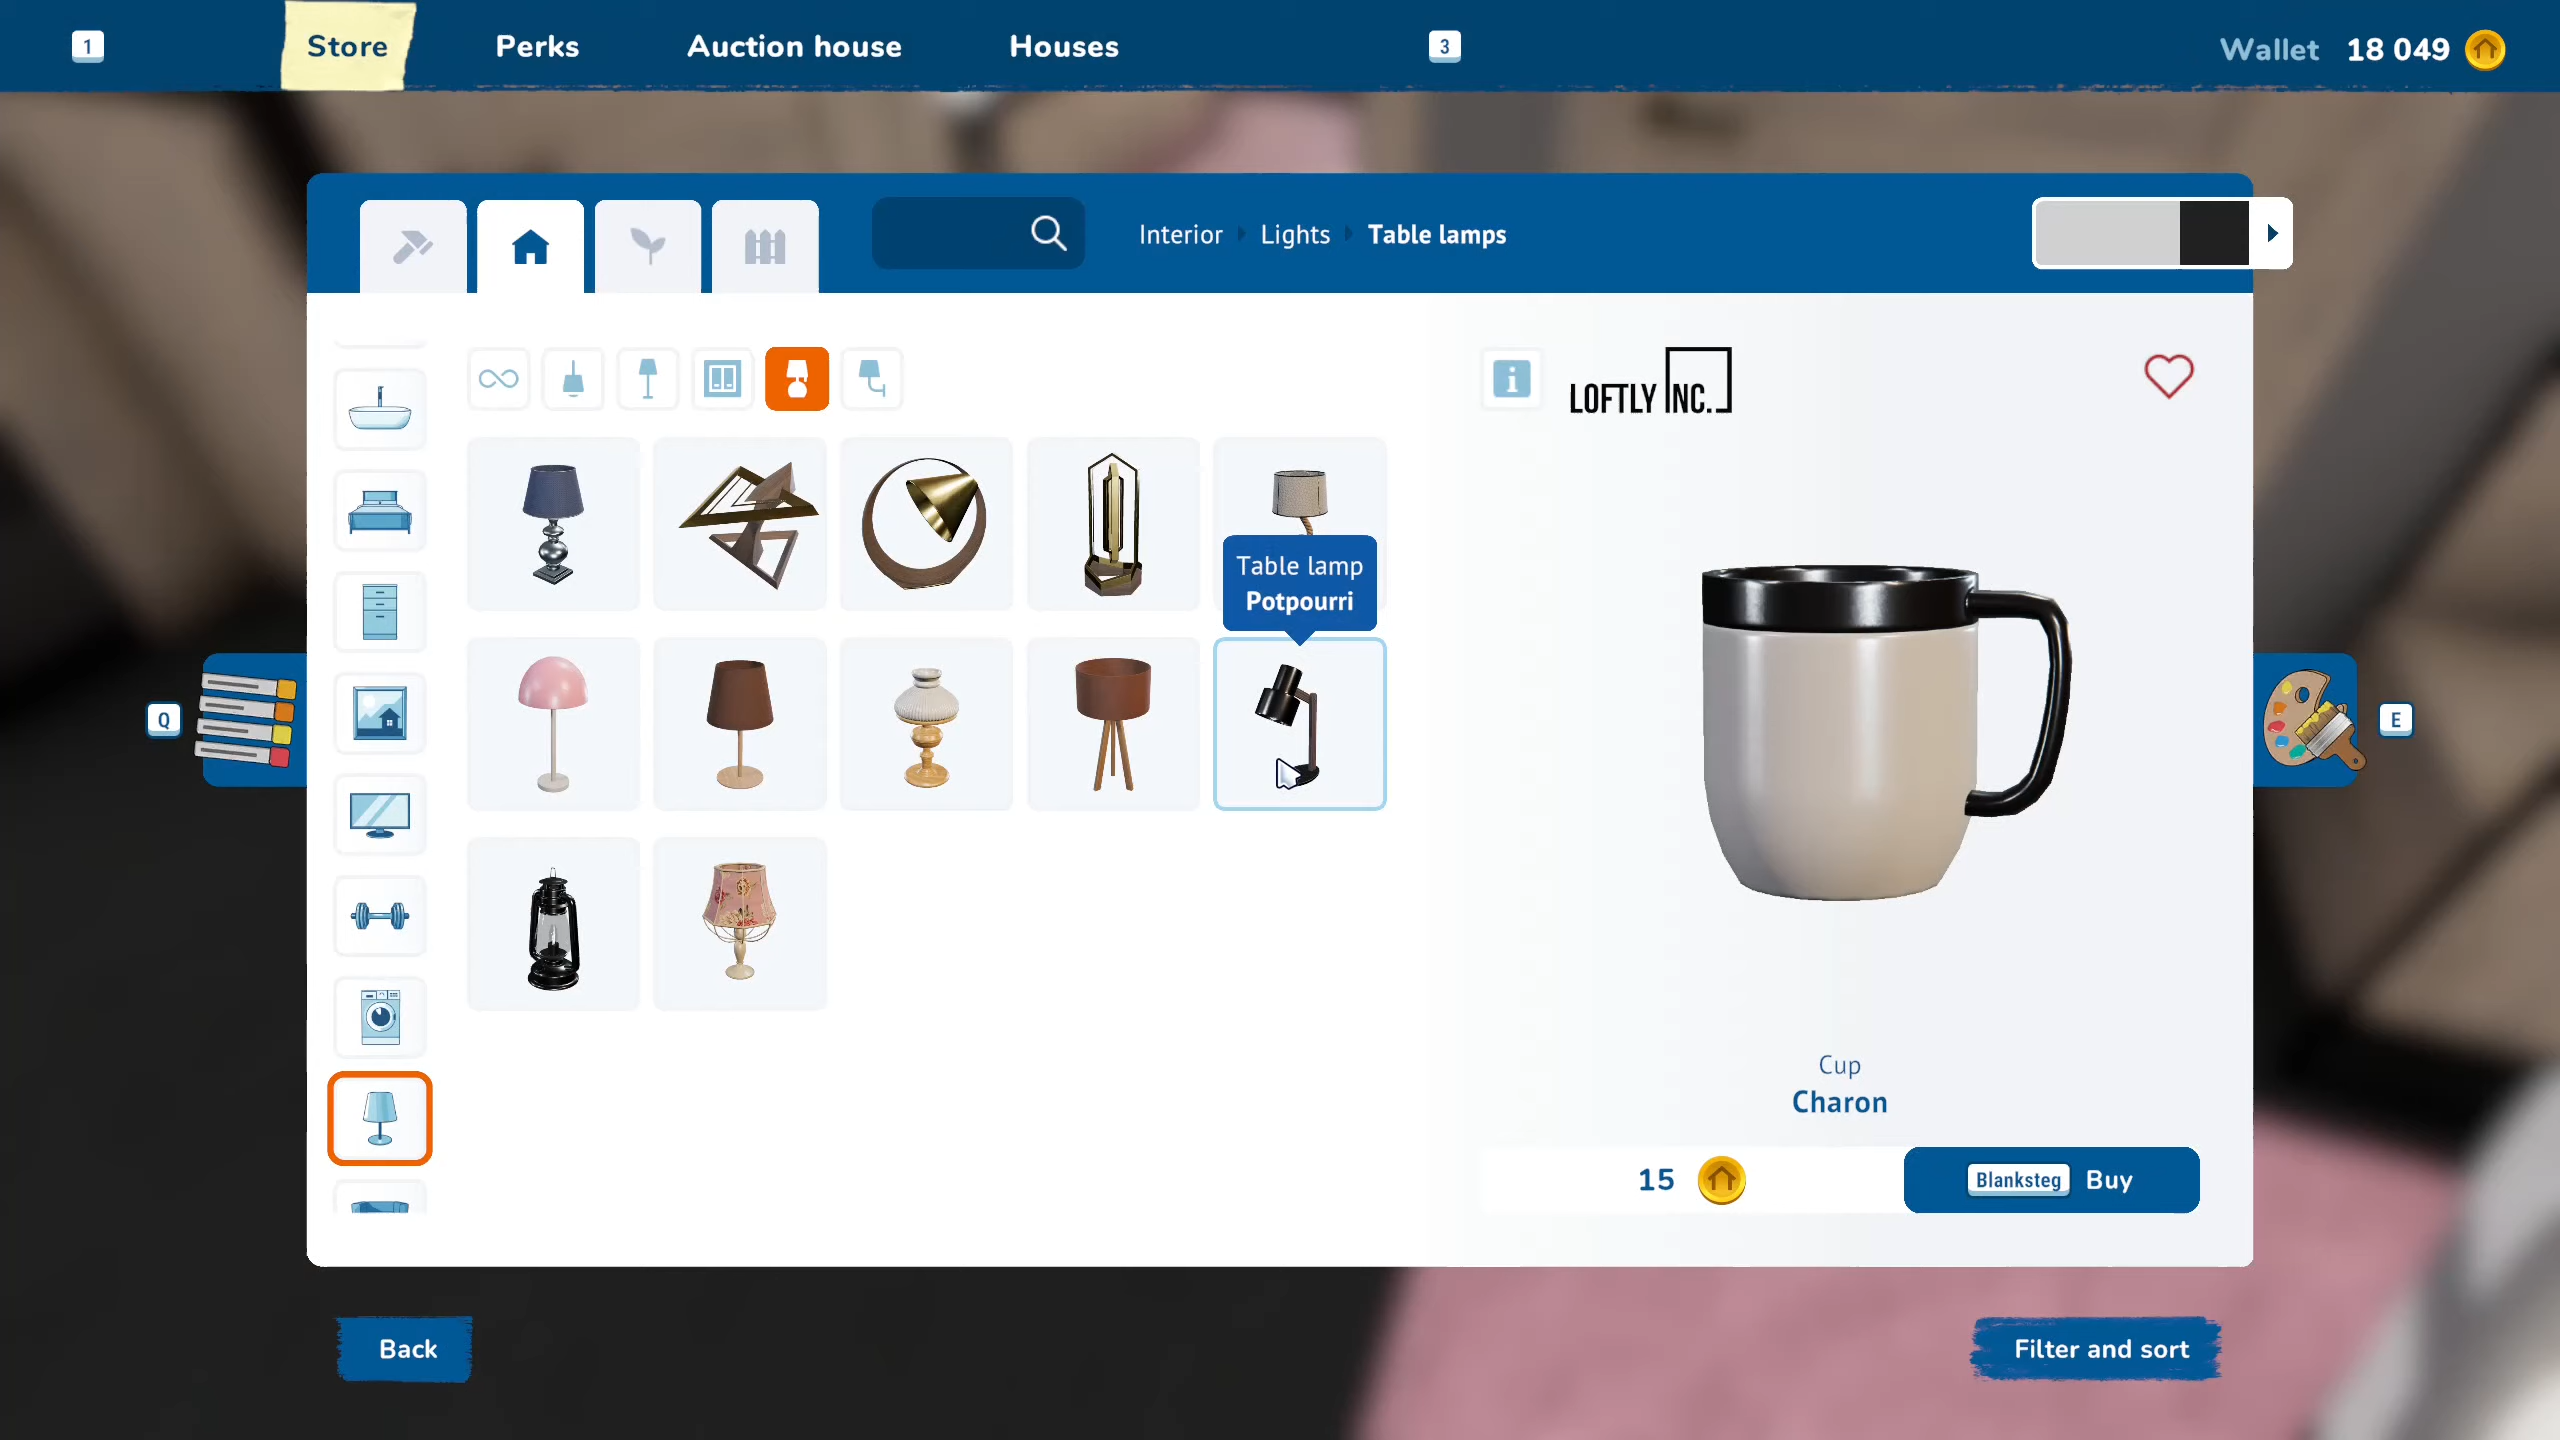 1
Store
Perks
Auction house
Houses
3
Wallet 18 049
Interior
Lights
Table lamps
i
LOFTLY INC.
Table lamp
Potpourri
Q
E
Cup
Charon
15
Blanksteg Buy
Back
Filter and sort